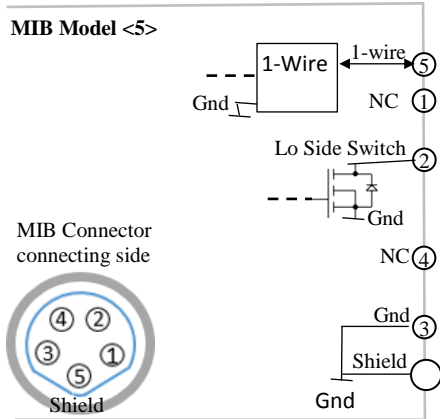 MIB Model <5>
1-Wire
1-wire
5
Gnd
NC
1
Lo Side Switch
2
Gnd
MIB Connector
connecting side
NC
4
4
2
3
1
5
Shield
Gnd
3
Shield
Gnd